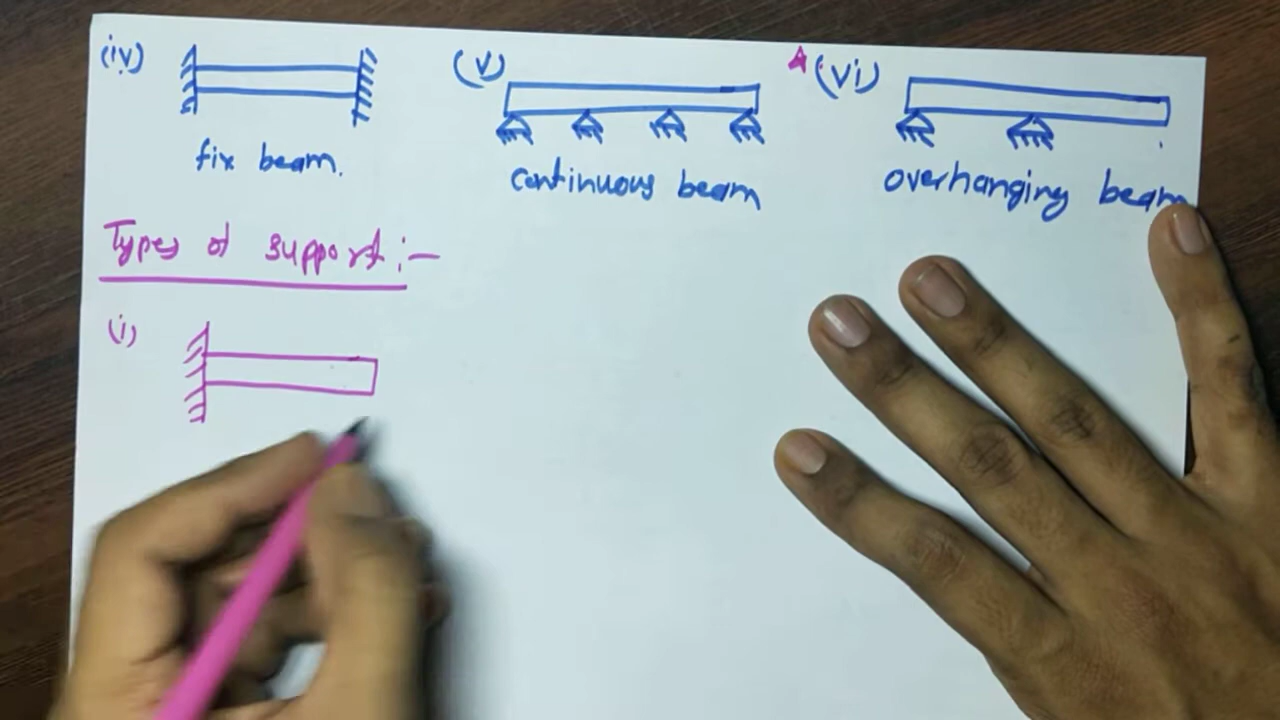 (iv) (v) (vi)
fix beam. continuous beam overhanging beam
Types of support :-
(i)